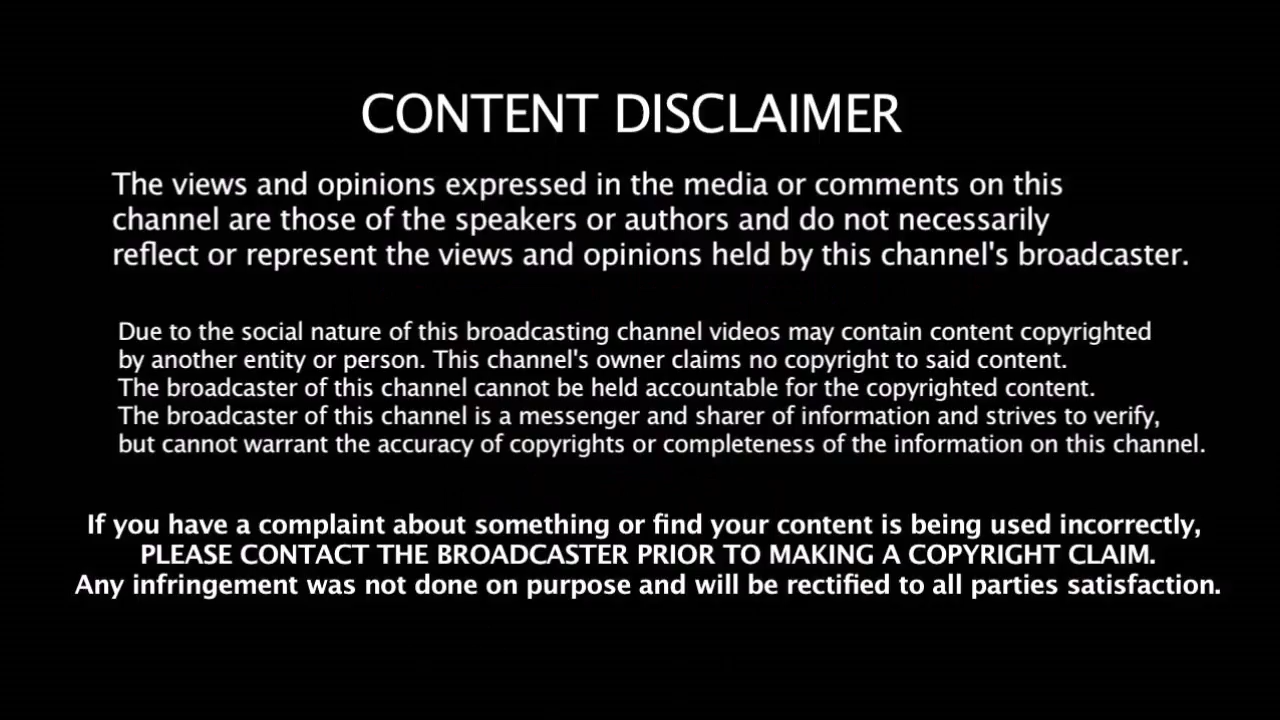 CONTENT DISCLAIMER
The views and opinions expressed in the media or comments on this
channel are those of the speakers or authors and do not necessarily
reflect or represent the views and opinions held by this channel's broadcaster.
Due to the social nature of this broadcasting channel videos may contain content copyrighted
by another entity or person. This channel's owner claims no copyright to said content.
The broadcaster of this channel cannot be held accountable for the copyrighted content.
The broadcaster of this channel is a messenger and sharer of information and strives to verify,
but cannot warrant the accuracy of copyrights or completeness of the information on this channel.
If you have a complaint about something or find your content is being used incorrectly,
PLEASE CONTACT THE BROADCASTER PRIOR TO MAKING A COPYRIGHT CLAIM.
Any infringement was not done on purpose and will be rectified to all parties satisfaction.